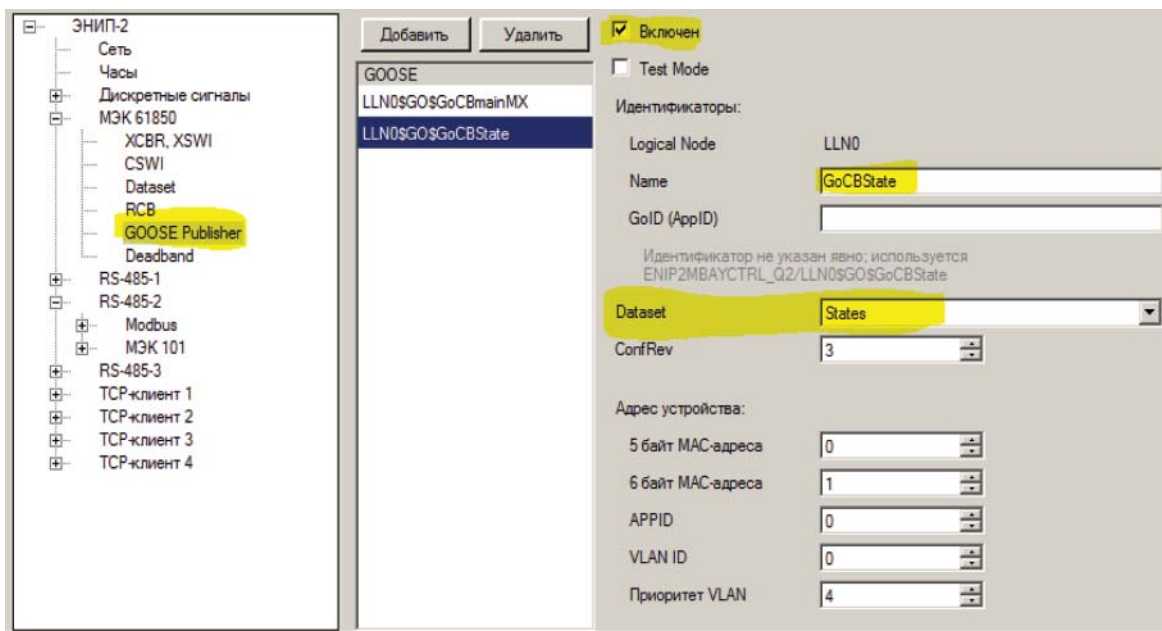 ЭНИП-2
Сеть
Часы
Дискретные сигналы
МЭК 61850
XCBR, XSWI
CSWI
Dataset
RCB
GOOSE Publisher
Deadband
RS-485-1
RS-485-2
Modbus
МЭК 101
RS-485-3
TCP-клиент 1
TCP-клиент 2
TCP-клиент 3
TCP-клиент 4
Добавить Удалить
GOOSE
LLN0$GO$GoCBmainMX
LLN0$GO$GoCBState
Включен
Test Mode
Идентификаторы:
Logical Node LLN0
Name GoCBState
GoID (AppID)
Идентификатор не указан явно; используется
ENIP2MBAYCTRL_Q2/LLN0$GO$GoCBState
Dataset States
ConfRev 3
Адрес устройства:
5 байт MAC-адреса 0
6 байт MAC-адреса 1
APPID 0
VLAN ID 0
Приоритет VLAN 4